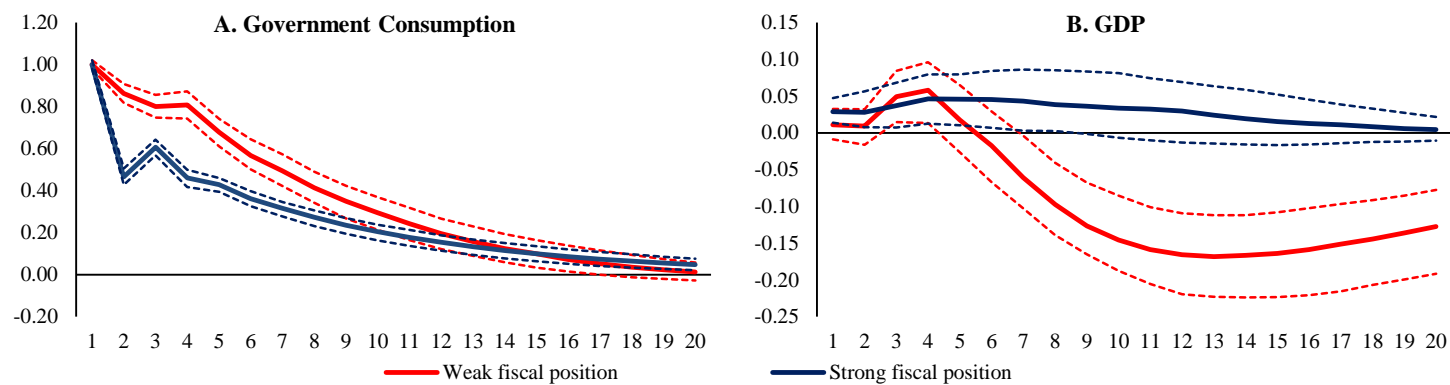 A. Government Consumption
1.20
1.00
0.80
0.60
0.40
0.20
0.00
-0.20
1 2 3 4 5 6 7 8 9 10 11 12 13 14 15 16 17 18 19 20
B. GDP
0.15
0.10
0.05
0.00
-0.05
-0.10
-0.15
-0.20
-0.25
1 2 3 4 5 6 7 8 9 10 11 12 13 14 15 16 17 18 19 20
Weak fiscal position
Strong fiscal position